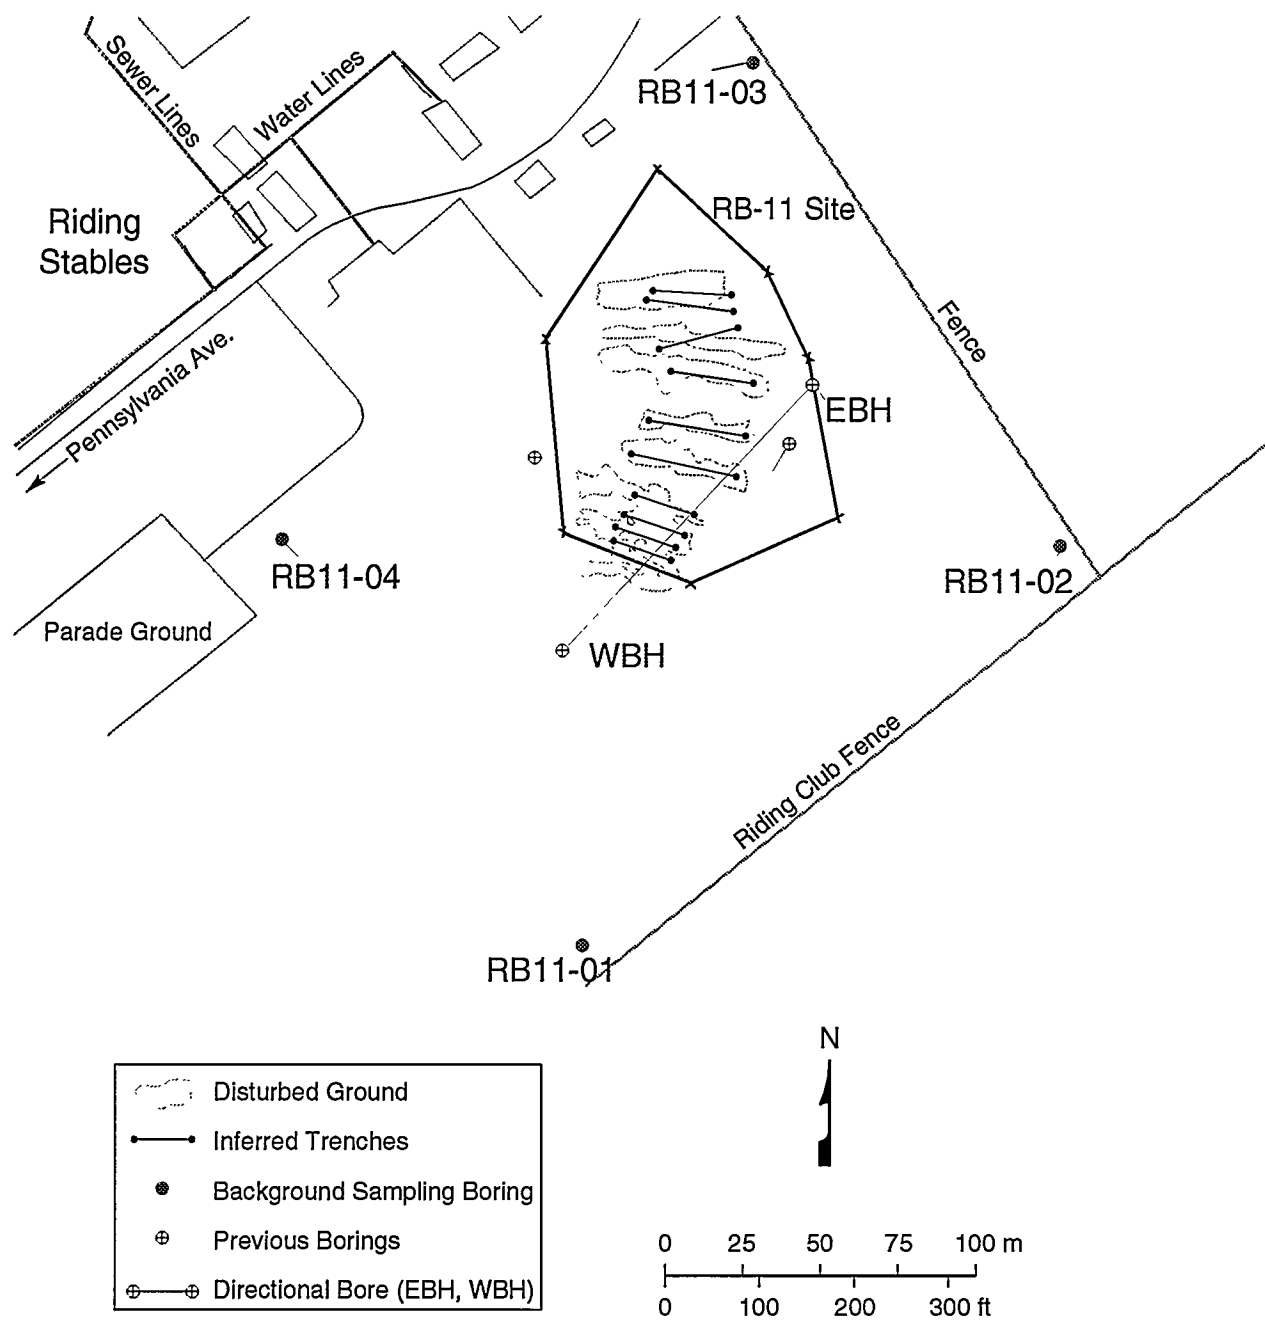 Sewer Lines
Water Lines
RB11-03
RB-11 Site
Riding
Stables
Fence
Pennsylvania Ave.
EBH
RB11-04
RB11-02
Parade Ground
WBH
Riding Club Fence
RB11-01
N
Disturbed Ground
Inferred Trenches
Background Sampling Boring
Previous Borings
Directional Bore (EBH, WBH)
0 25 50 75 100 m
0 100 200 300 ft